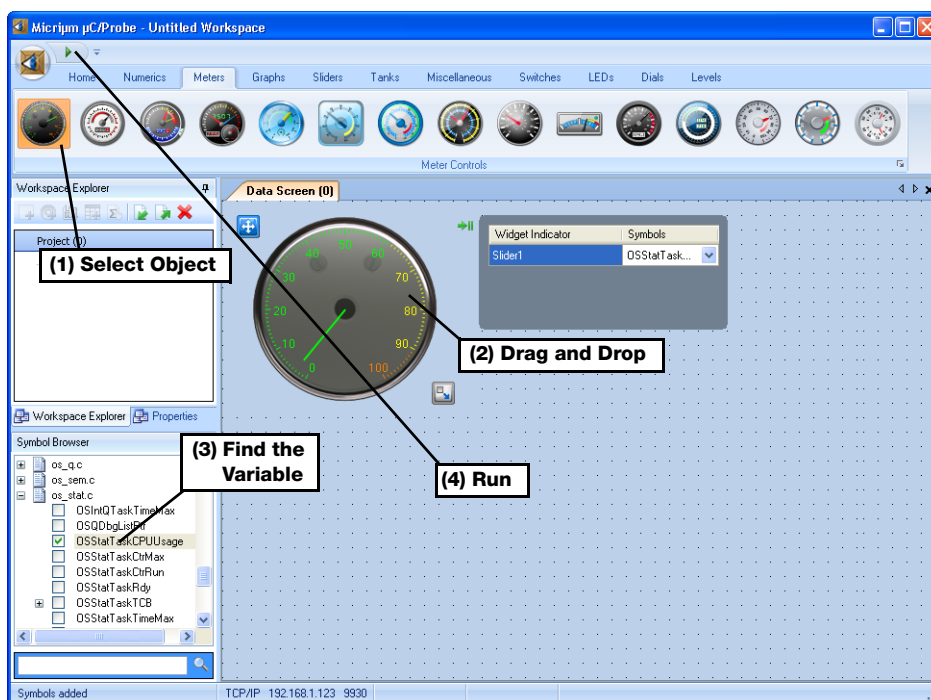 Micriµm µC/Probe - Untitled Workspace
Home Numerics Meters Graphs Sliders Tanks Miscellaneous Switches LEDs Dials Levels
Meter Controls
Workspace Explorer
Data Screen (0)
Project (0)
(1) Select Object
Widget Indicator Symbols
Slider1 OSStatTask...
0 10 20 30 40 50 60 70 80 90 100
(2) Drag and Drop
Workspace Explorer Properties
Symbol Browser
(3) Find the
Variable
(4) Run
os_q.c
os_sem.c
os_stat.c
OSIntQTaskTimeMax
OSQDbgListPtr
OSStatTaskCPUUsage
OSStatTaskCtrMax
OSStatTaskCtrRun
OSStatTaskRdy
OSStatTaskTCB
OSStatTaskTimeMax
Symbols added TCP/IP 192.168.1.123 9930